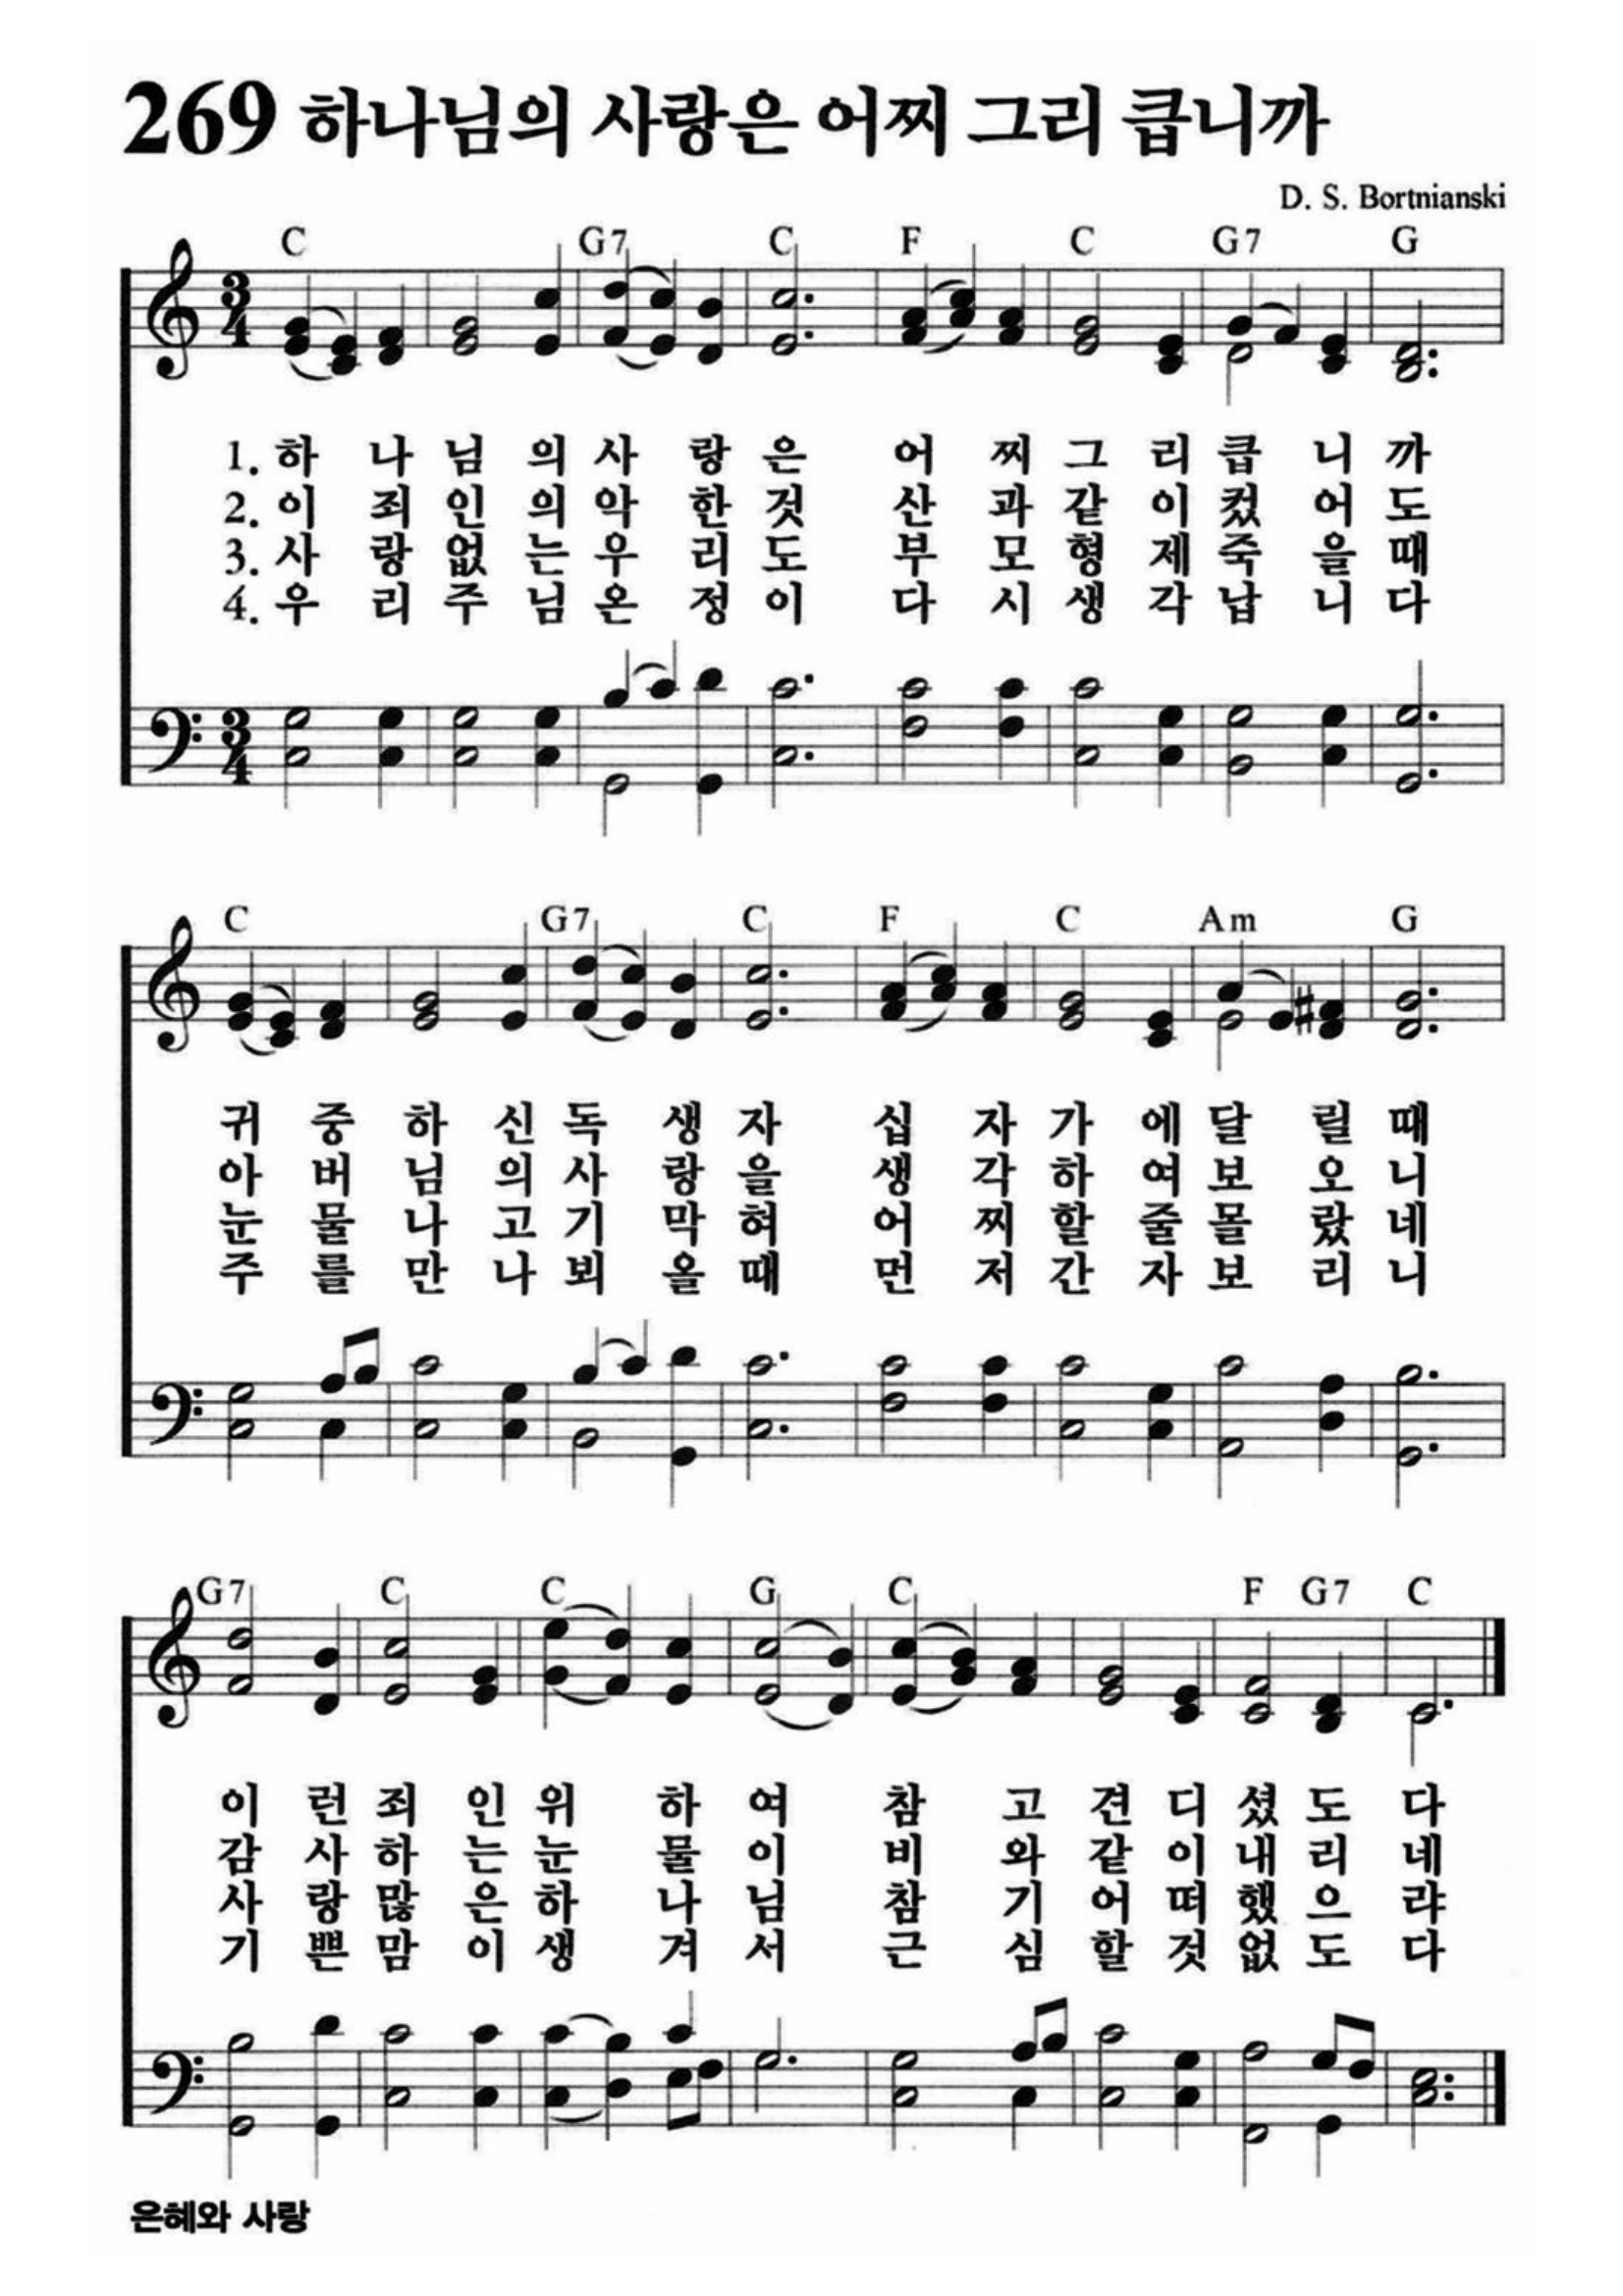 269 하나님의 사랑은 어찌 그리 큽니까
D. S. Bortnianski
C G7 C F C G7 G
1. 하 나 님 의 사 랑 은 어 찌 그 리 큽 니 까
2. 이 죄 인 의 악 한 것 산 과 같 이 컸 어 도
3. 사 랑 없 는 우 리 도 부 모 형 제 죽 을 때
4. 우 리 주 님 온 정 이 다 시 생 각 납 니 다
C G7 C F C Am G
귀 중 하 신 독 생 자 십 자 가 에 달 릴 때
아 버 님 의 사 랑 을 생 각 하 여 보 오 니
눈 물 나 고 기 막 혀 어 찌 할 줄 몰 랐 네
주 를 만 나 뵈 올 때 먼 저 간 자 보 리 니
G7 C C G C F G7 C
이 런 죄 인 위 하 여 참 고 견 디 셨 도 다
감 사 하 는 눈 물 이 비 와 같 이 내 리 네
사 랑 많 은 하 나 님 참 기 어 떠 했 으 랴
기 쁜 맘 이 생 겨 서 근 심 할 것 없 도 다
은혜와 사랑